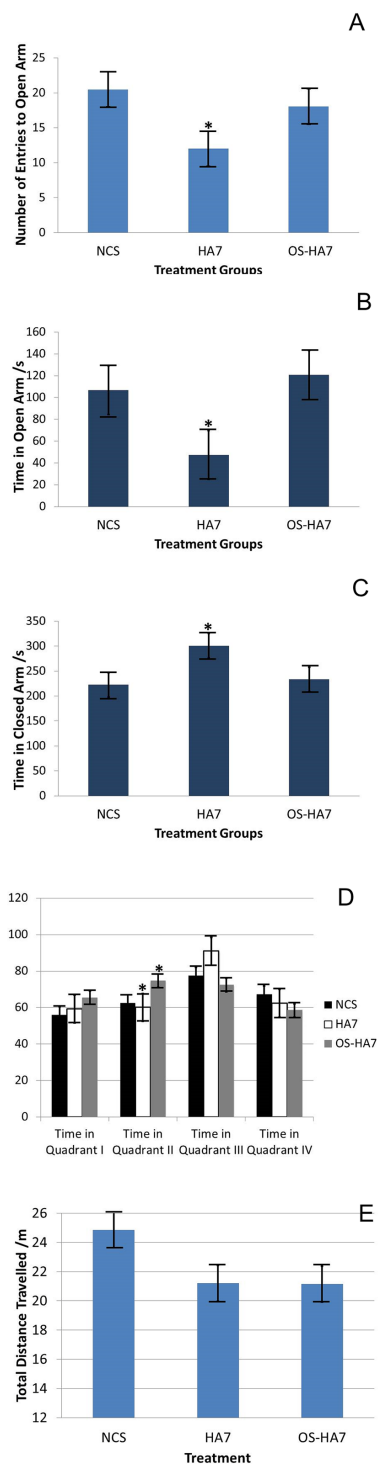 A
Number of Entries to Open Arm
25
20
15
10
5
0
*
NCS
HA7
OS-HA7
Treatment Groups
B
Time in Open Arm /s
160
140
120
100
80
60
40
20
0
*
NCS
HA7
OS-HA7
Treatment Groups
C
Time in Closed Arm /s
350
300
250
200
150
100
50
0
*
NCS
HA7
OS-HA7
Treatment Groups
D
120
100
80
60
40
20
0
* *
NCS
HA7
OS-HA7
Time in Quadrant I
Time in Quadrant II
Time in Quadrant III
Time in Quadrant IV
E
Total Distance Travelled /m
26
24
22
20
18
16
14
12
NCS
HA7
OS-HA7
Treatment